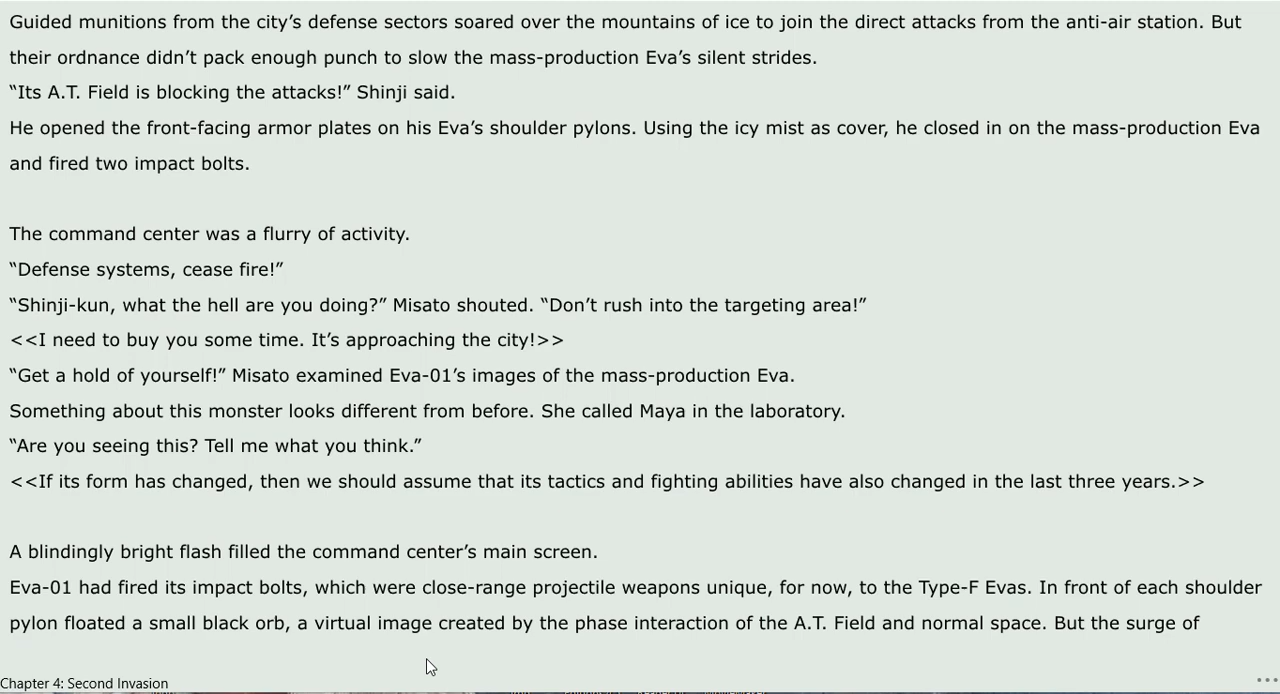 Guided munitions from the city’s defense sectors soared over the mountains of ice to join the direct attacks from the anti-air station. But
their ordnance didn’t pack enough punch to slow the mass-production Eva’s silent strides.
“Its A.T. Field is blocking the attacks!” Shinji said.
He opened the front-facing armor plates on his Eva’s shoulder pylons. Using the icy mist as cover, he closed in on the mass-production Eva
and fired two impact bolts.
The command center was a flurry of activity.
“Defense systems, cease fire!”
“Shinji-kun, what the hell are you doing?” Misato shouted. “Don’t rush into the targeting area!”
<<I need to buy you some time. It’s approaching the city!>>
“Get a hold of yourself!” Misato examined Eva-01’s images of the mass-production Eva.
Something about this monster looks different from before. She called Maya in the laboratory.
“Are you seeing this? Tell me what you think.”
<<If its form has changed, then we should assume that its tactics and fighting abilities have also changed in the last three years.>>
A blindingly bright flash filled the command center’s main screen.
Eva-01 had fired its impact bolts, which were close-range projectile weapons unique, for now, to the Type-F Evas. In front of each shoulder
pylon floated a small black orb, a virtual image created by the phase interaction of the A.T. Field and normal space. But the surge of
Chapter 4: Second Invasion